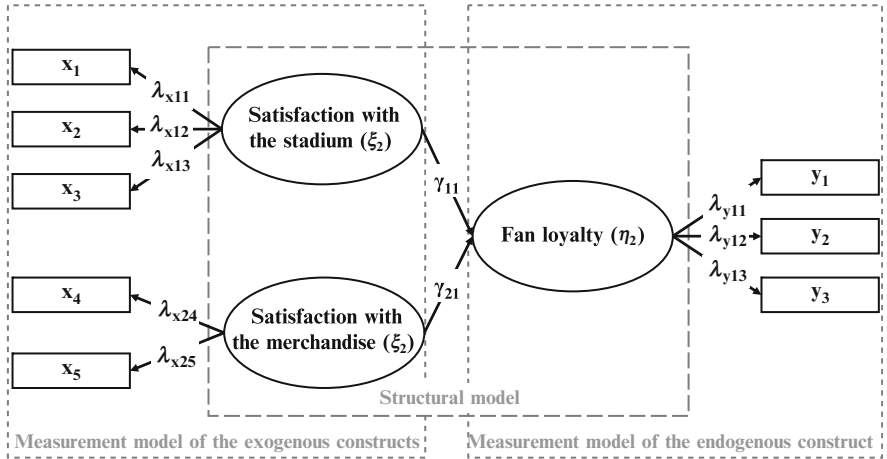 x₁
x₂
x₃
λₓ₁₁
λₓ₁₂
λₓ₁₃
Satisfaction with
the stadium (ξ₂)
x₄
x₅
λₓ₂₄
λₓ₂₅
Satisfaction with
the merchandise (ξ₂)
γ₁₁
γ₂₁
Fan loyalty (η₂)
λy₁₁
λy₁₂
λy₁₃
y₁
y₂
y₃
Structural model
Measurement model of the exogenous constructs
Measurement model of the endogenous construct